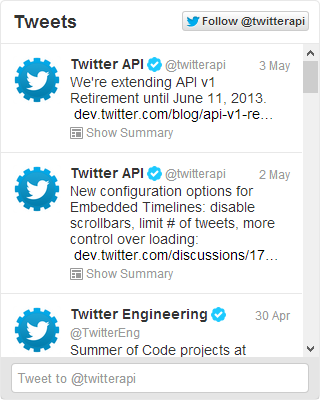 Tweets
Follow @twitterapi
Twitter API @twitterapi 3 May
We're extending API v1
Retirement until June 11, 2013.
dev.twitter.com/blog/api-v1-re…
Show Summary
Twitter API @twitterapi 2 May
New configuration options for
Embedded Timelines: disable
scrollbars, limit # of tweets, more
control over loading:
dev.twitter.com/discussions/17…
Show Summary
Twitter Engineering 30 Apr
@TwitterEng
Summer of Code projects at
Tweet to @twitterapi